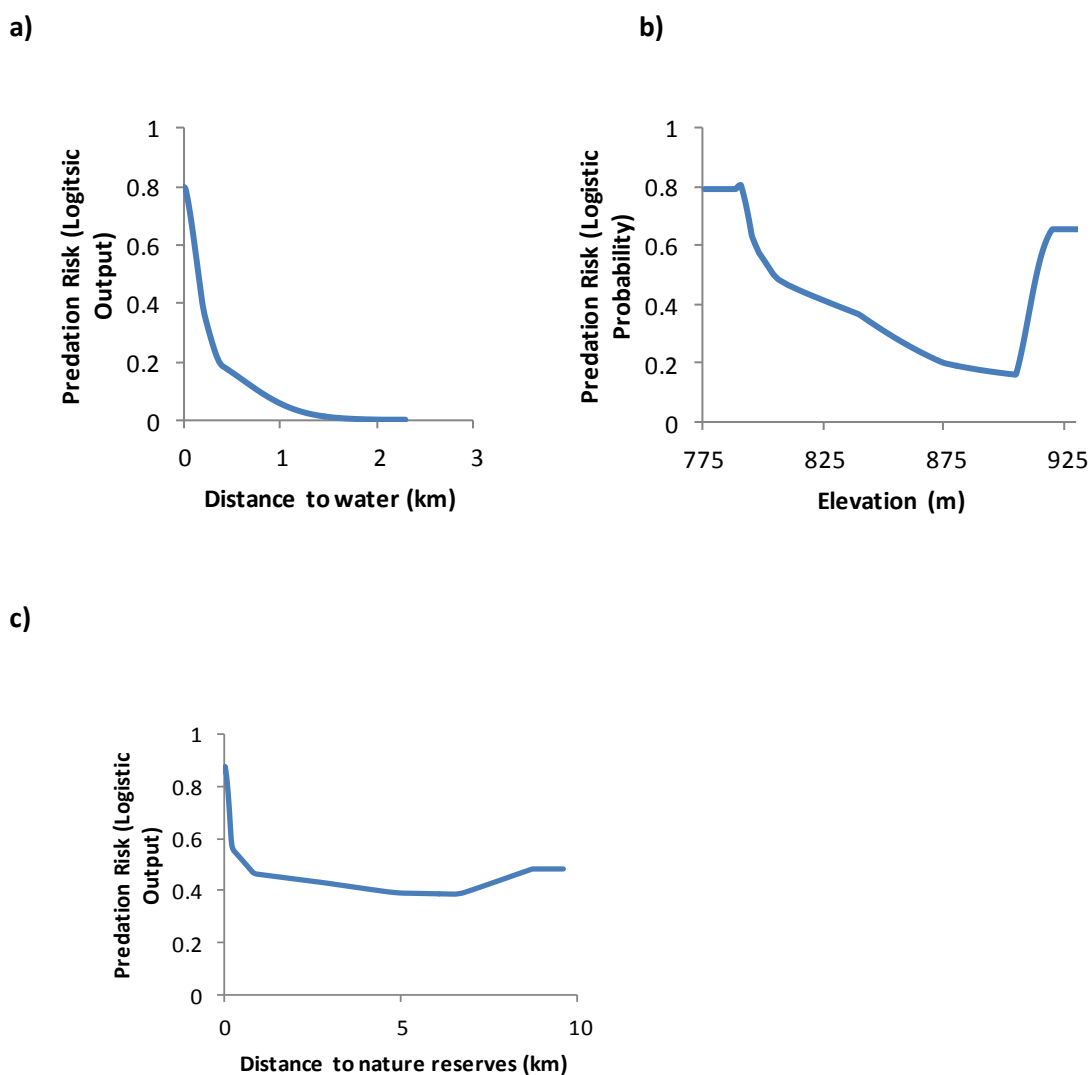 a)
Predation Risk (Logitsic
Output)
1
0.8
0.6
0.4
0.2
0
0 1 2 3
Distance to water (km)
b)
Predation Risk (Logistic
Probability)
1
0.8
0.6
0.4
0.2
0
775 825 875 925
Elevation (m)
c)
Predation Risk (Logistic
Output)
1
0.8
0.6
0.4
0.2
0
0 5 10
Distance to nature reserves (km)